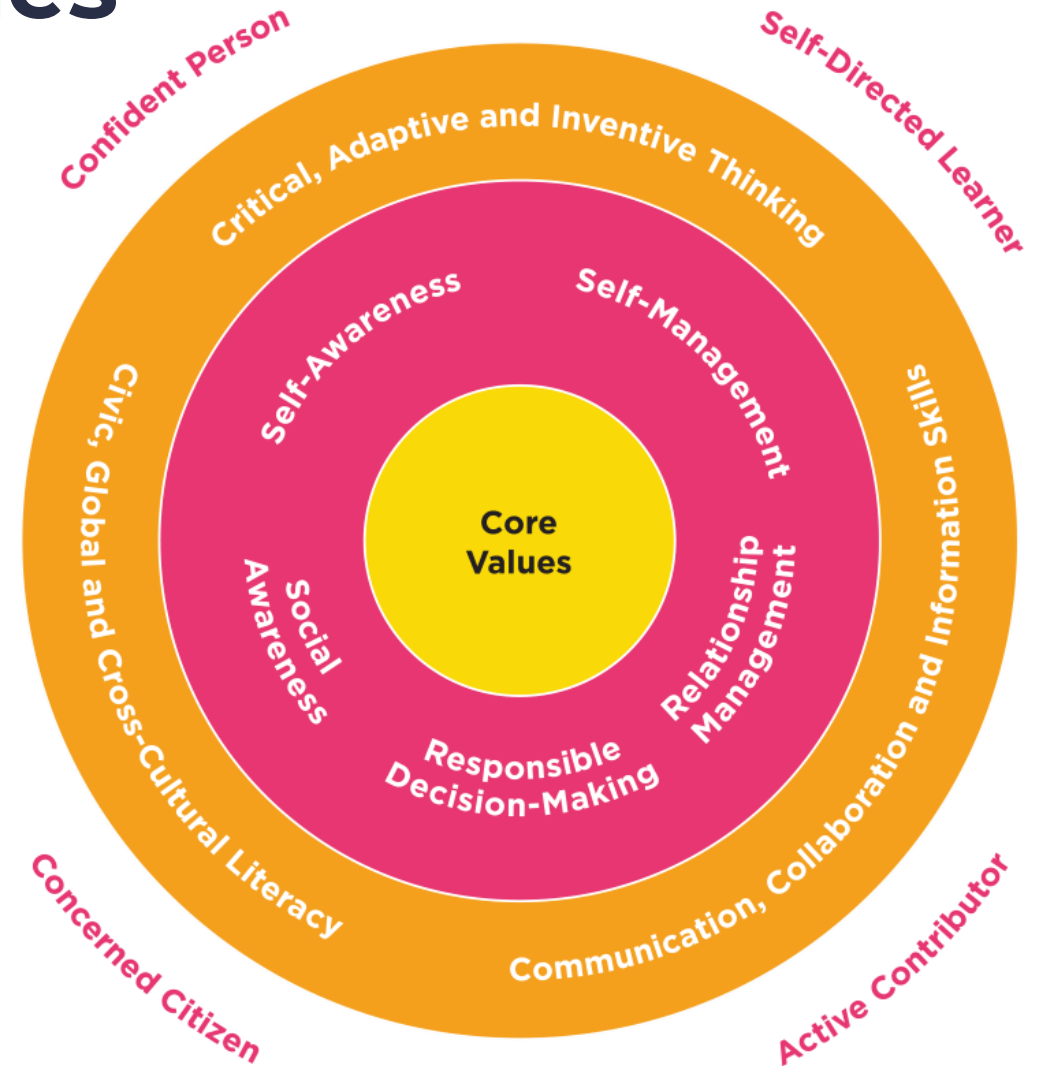 Confident Person
Self-Directed Learner
Critical, Adaptive and Inventive Thinking
Self-Awareness
Self-Management
Civic, Global and Cross-Cultural Literacy
Communication, Collaboration and Information Skills
Core
Values
Social
Awareness
Relationship
Management
Responsible
Decision-Making
Concerned Citizen
Active Contributor